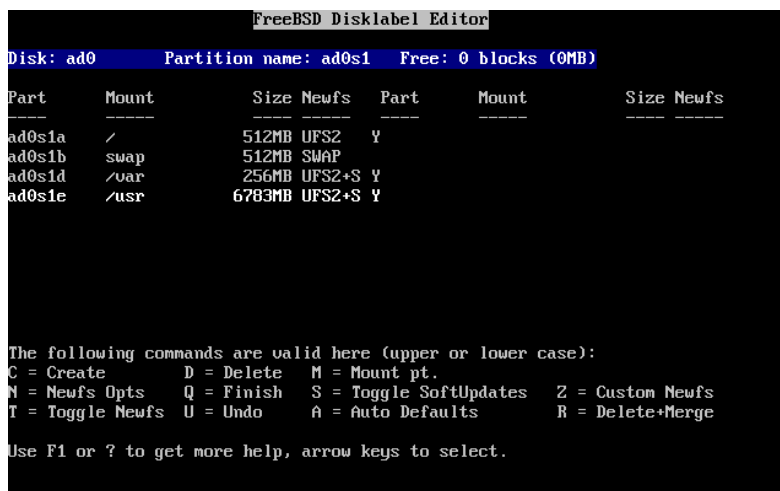 FreeBSD Disklabel Editor
Disk: ad0 Partition name: ad0s1 Free: 0 blocks (0MB)
Part Mount Size Newfs Part Mount Size Newfs
---- ----- ---- ----- ---- ----- ---- -----
ad0s1a / 512MB UFS2 Y
ad0s1b swap 512MB SWAP
ad0s1d /var 256MB UFS2+S Y
ad0s1e /usr 6783MB UFS2+S Y
The following commands are valid here (upper or lower case):
C = Create D = Delete M = Mount pt.
N = Newfs Opts Q = Finish S = Toggle SoftUpdates Z = Custom Newfs
T = Toggle Newfs U = Undo A = Auto Defaults R = Delete+Merge
Use F1 or ? to get more help, arrow keys to select.